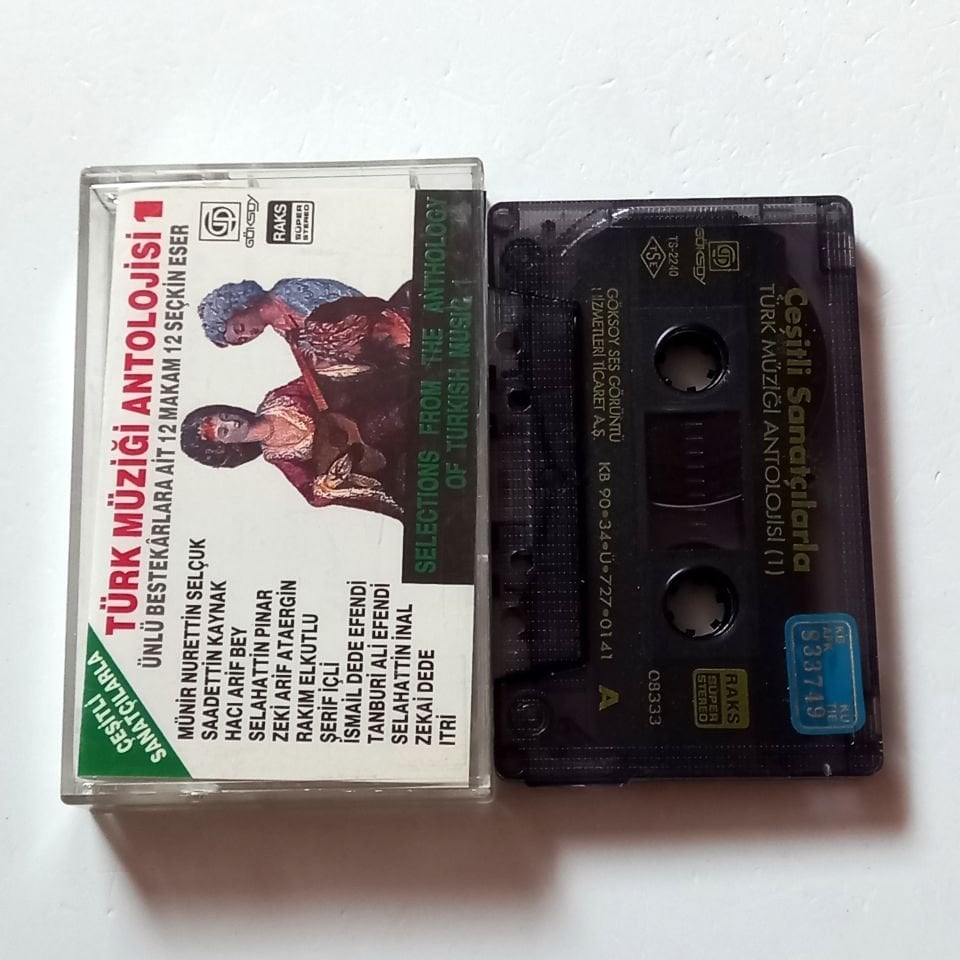 ÇEŞİTLİ
SANATÇILARLA
TÜRK MÜZİĞİ ANTOLOJİSİ 1
ÜNLÜ BESTEKÂRLARA AİT 12 MAKAM 12 SEÇKİN ESER
GÖKSOY
RAKS
SÜPER
STEREO
MÜNİR NURETTİN SELÇUK
SAADETTİN KAYNAK
HACI ARİF BEY
SELAHATTİN PINAR
ZEKİ ARİF ATAERGİN
RAKIM ELKUTLU
ŞERİF İÇLİ
İSMAİL DEDE EFENDİ
TANBURİ ALİ EFENDİ
SELAHATTİN İNAL
ZEKAİ DEDE
ITRİ
SELECTIONS FROM THE ANTHOLOGY
OF TURKISH MUSIC I
Çeşitli Sanatçılarla
TÜRK MÜZİĞİ ANTOLOJİSİ (1)
GÖKSOY
TS-2240
TSE
GÖKSOY SES GÖRÜNTÜ
HİZMETLERİ TİCARET A.Ş.
KB 90•34•Ü•727•0141
A
08333
RAKS
SÜPER
STEREO
833749